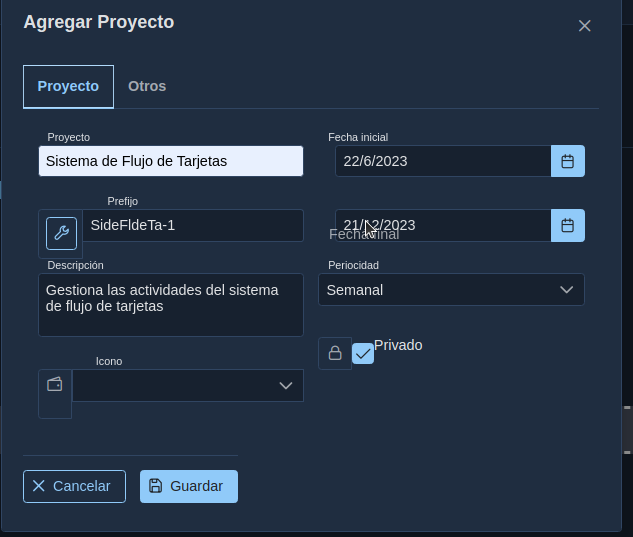 Agregar Proyecto
Proyecto
Otros
Proyecto
Fecha inicial
Sistema de Flujo de Tarjetas
22/6/2023
Prefijo
SideFldeTa-1
21/12/2023
Fecha final
Descripción
Periocidad
Gestiona las actividades del sistema
de flujo de tarjetas
Semanal
Privado
Icono
Cancelar
Guardar